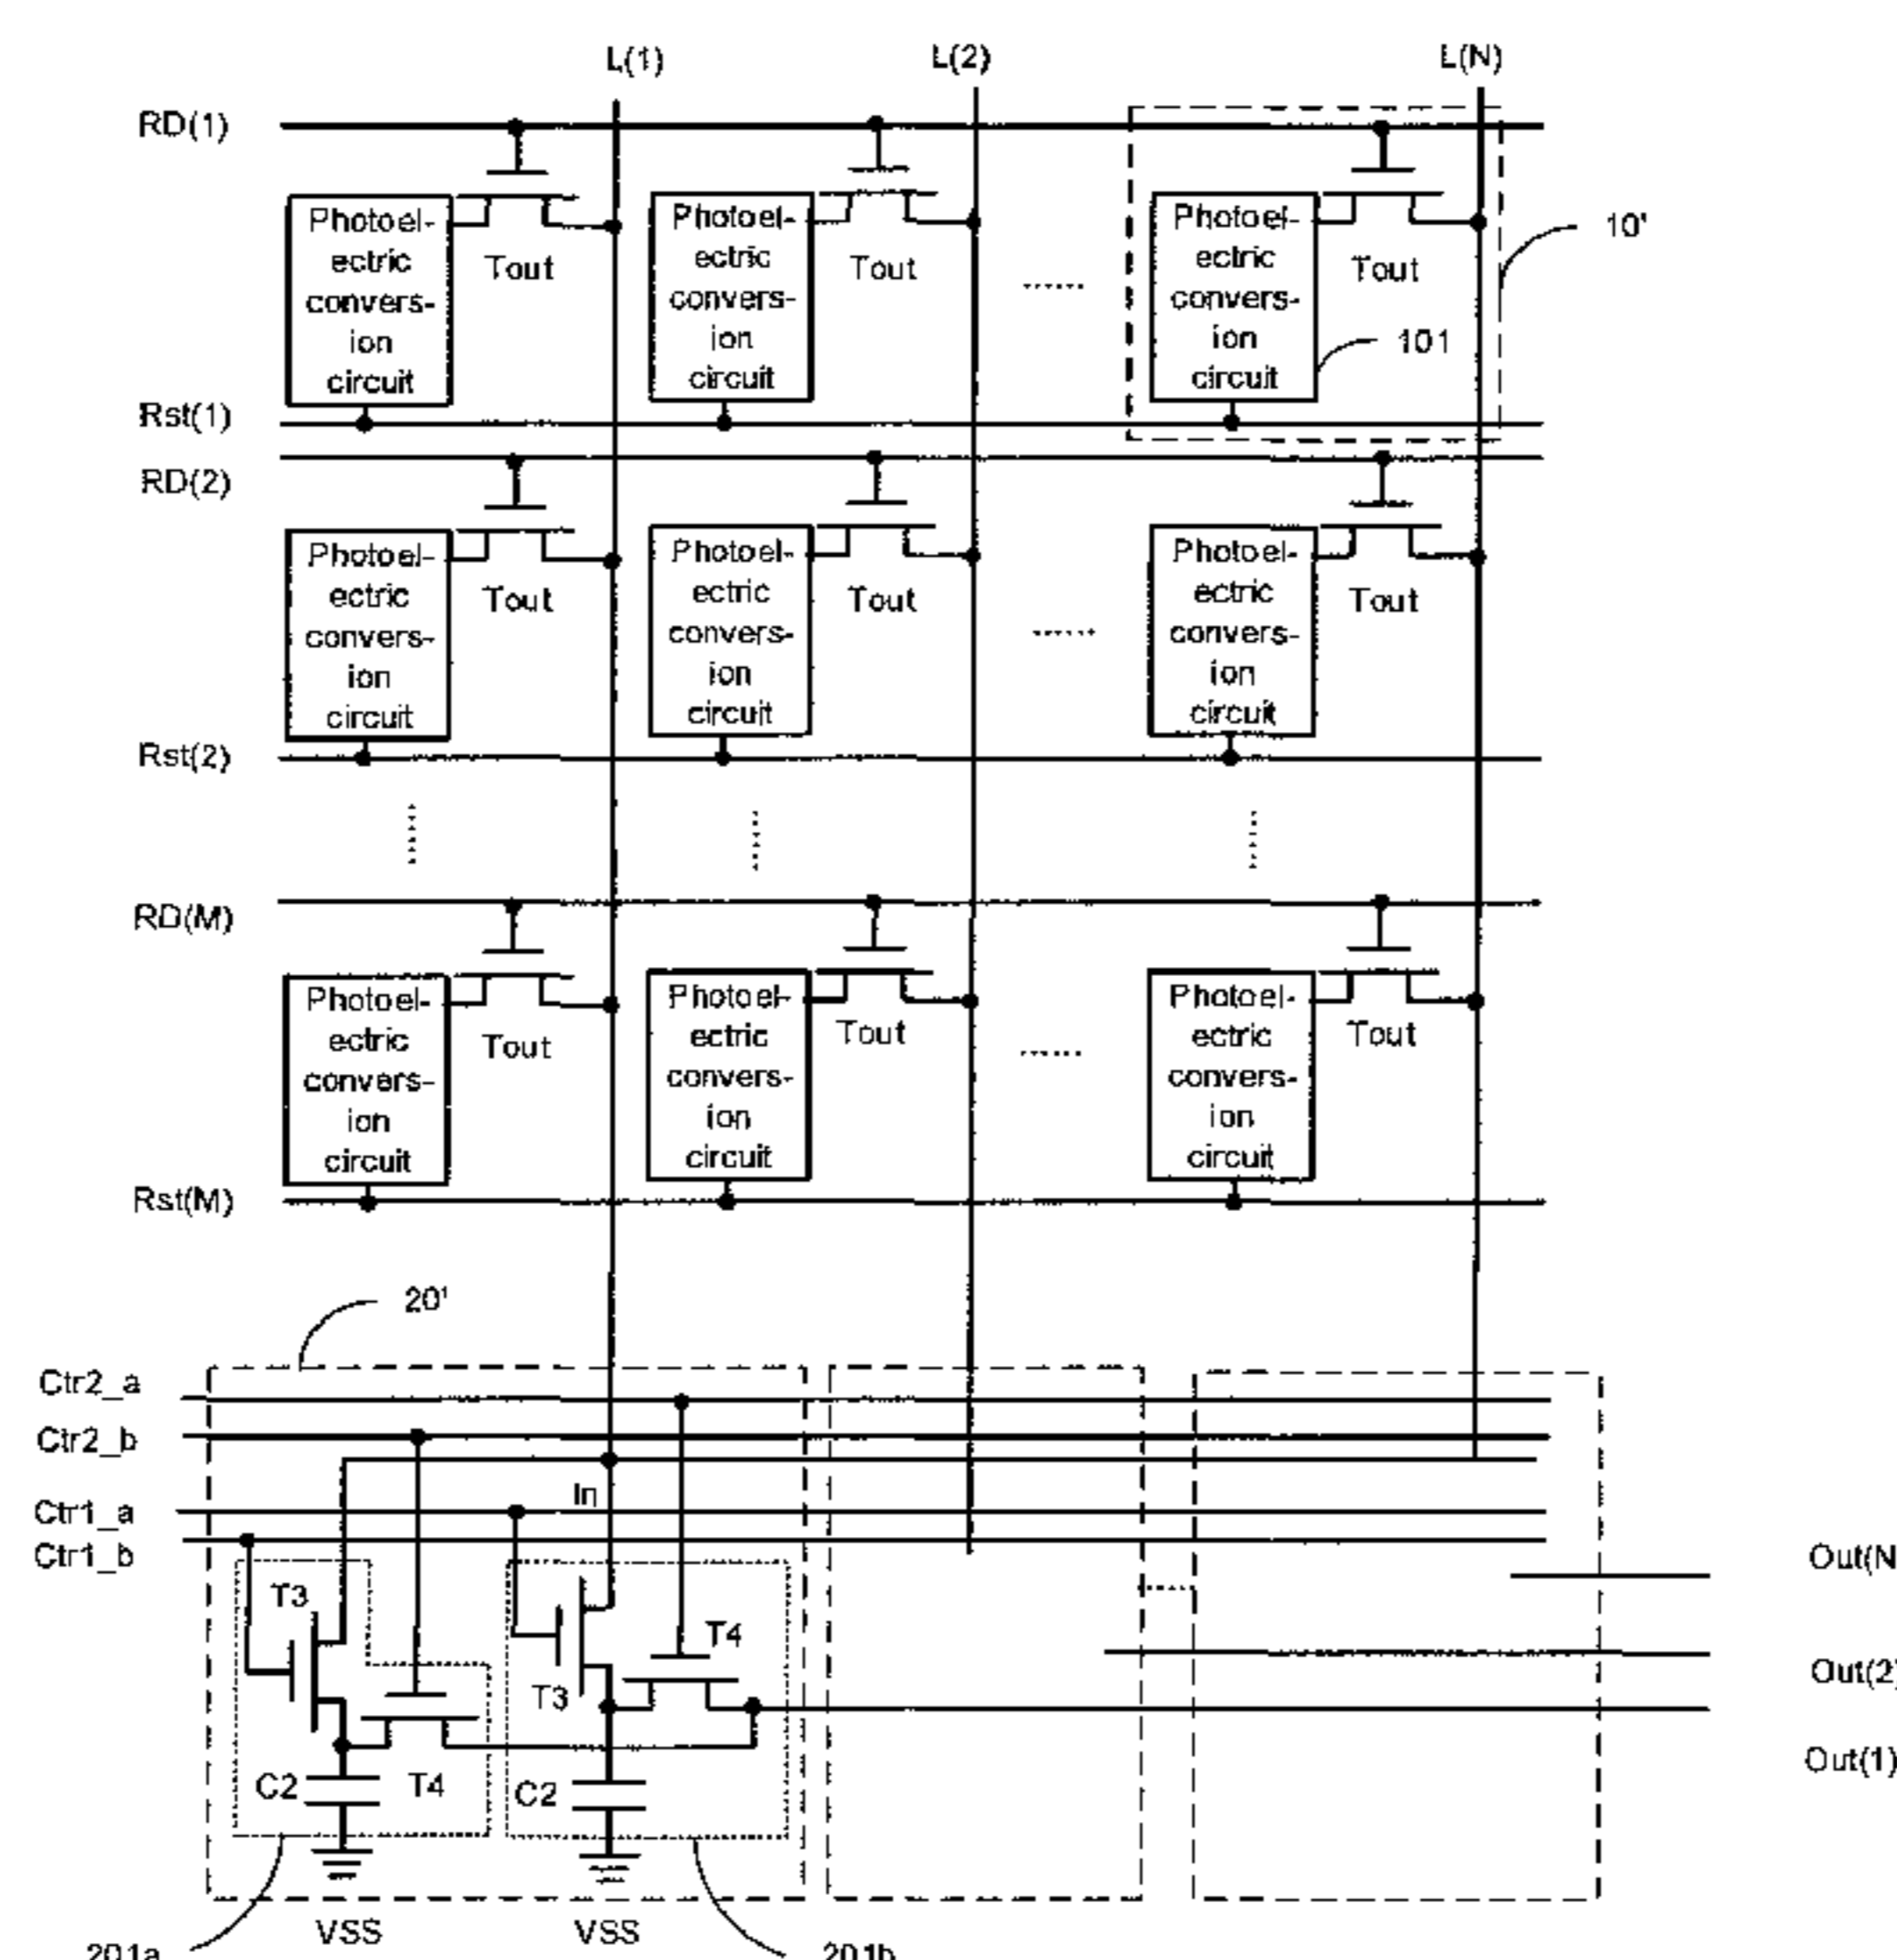 L(1) L(2) L(N)
RD(1)
Photoel-
ectric
convers-
ion
circuit
Tout
Photoel-
ectric
convers-
ion
circuit
Tout
......
Photoel-
ectric
convers-
ion
circuit
Tout
10'
101
Rst(1)
RD(2)
Photoel-
ectric
convers-
ion
circuit
Tout
Photoel-
ectric
convers-
ion
circuit
Tout
......
Photoel-
ectric
convers-
ion
circuit
Tout
Rst(2)
RD(M)
Photoel-
ectric
convers-
ion
circuit
Tout
Photoel-
ectric
convers-
ion
circuit
Tout
......
Photoel-
ectric
convers-
ion
circuit
Tout
Rst(M)
20'
Ctr2_a
Ctr2_b
In
Ctr1_a
Ctr1_b
Out(N
T3
T4
T3
Out(2)
C2
T4
C2
Out(1)
VSS
VSS
201a
201b